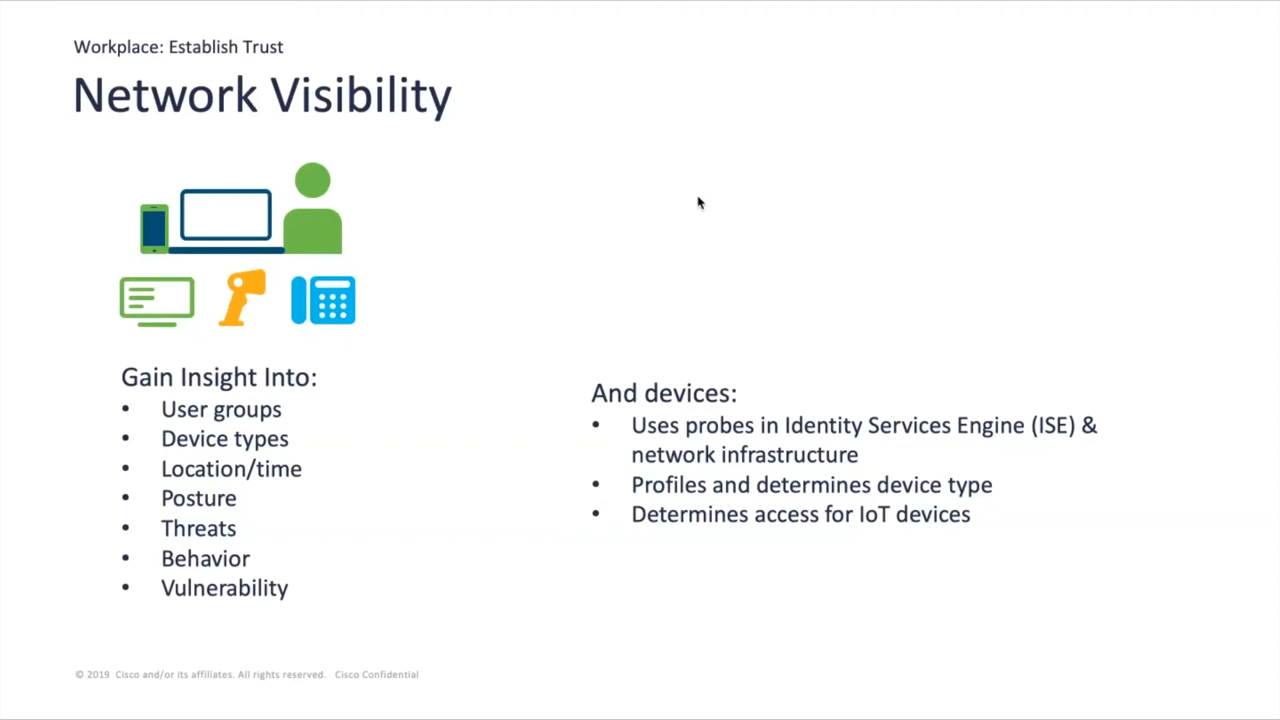 Workplace: Establish Trust
Network Visibility
Gain Insight Into:
• User groups
• Device types
• Location/time
• Posture
• Threats
• Behavior
• Vulnerability
And devices:
• Uses probes in Identity Services Engine (ISE) &
network infrastructure
• Profiles and determines device type
• Determines access for IoT devices
© 2019 Cisco and/or its affiliates. All rights reserved. Cisco Confidential